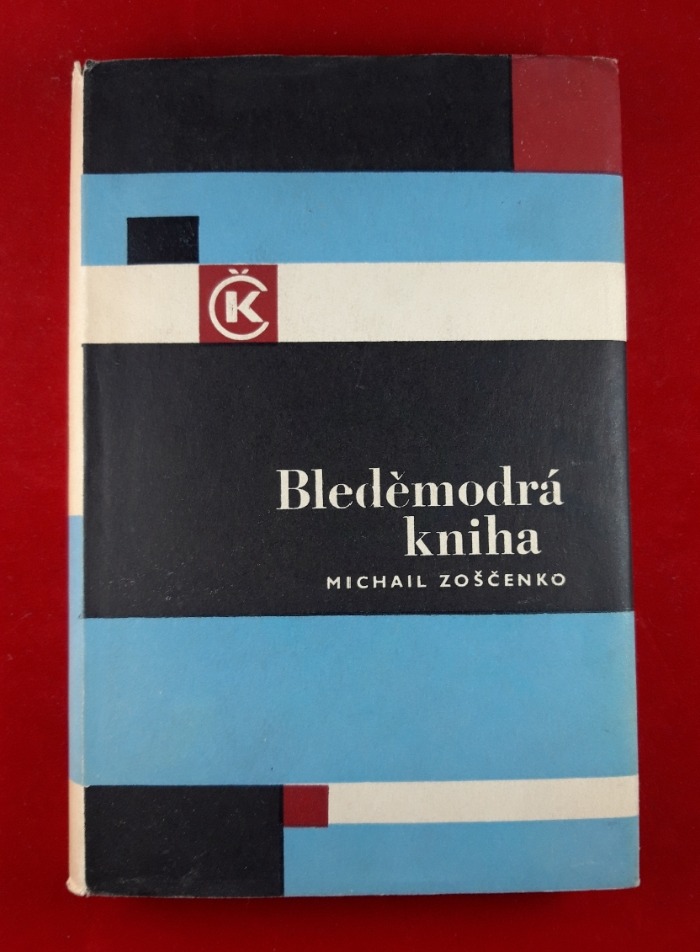 ČK
Bleděmodrá
kniha
MICHAIL ZOŠČENKO